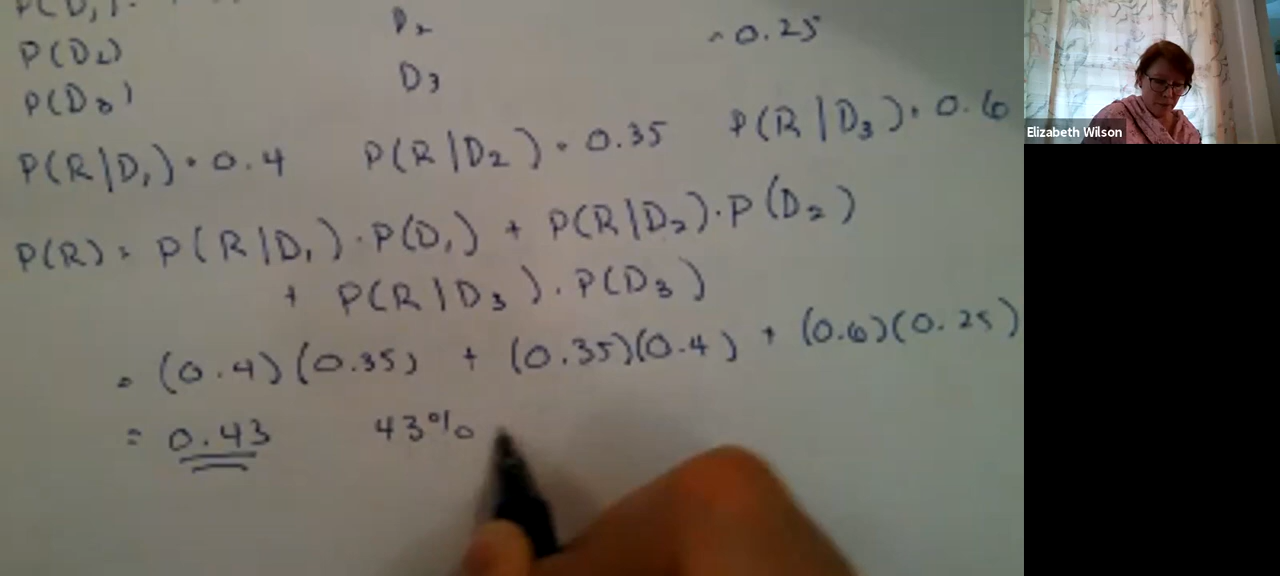 P(D₁)
P(D₂) D₂ = 0.25
P(D₃) D₃
P(R|D₁) = 0.4 P(R|D₂) = 0.35 P(R|D₃) = 0.6
P(R) = P(R|D₁)·P(D₁) + P(R|D₂)·P(D₂)
+ P(R|D₃)·P(D₃)
= (0.4)(0.35) + (0.35)(0.4) + (0.6)(0.25)
= 0.43 43%
Elizabeth Wilson